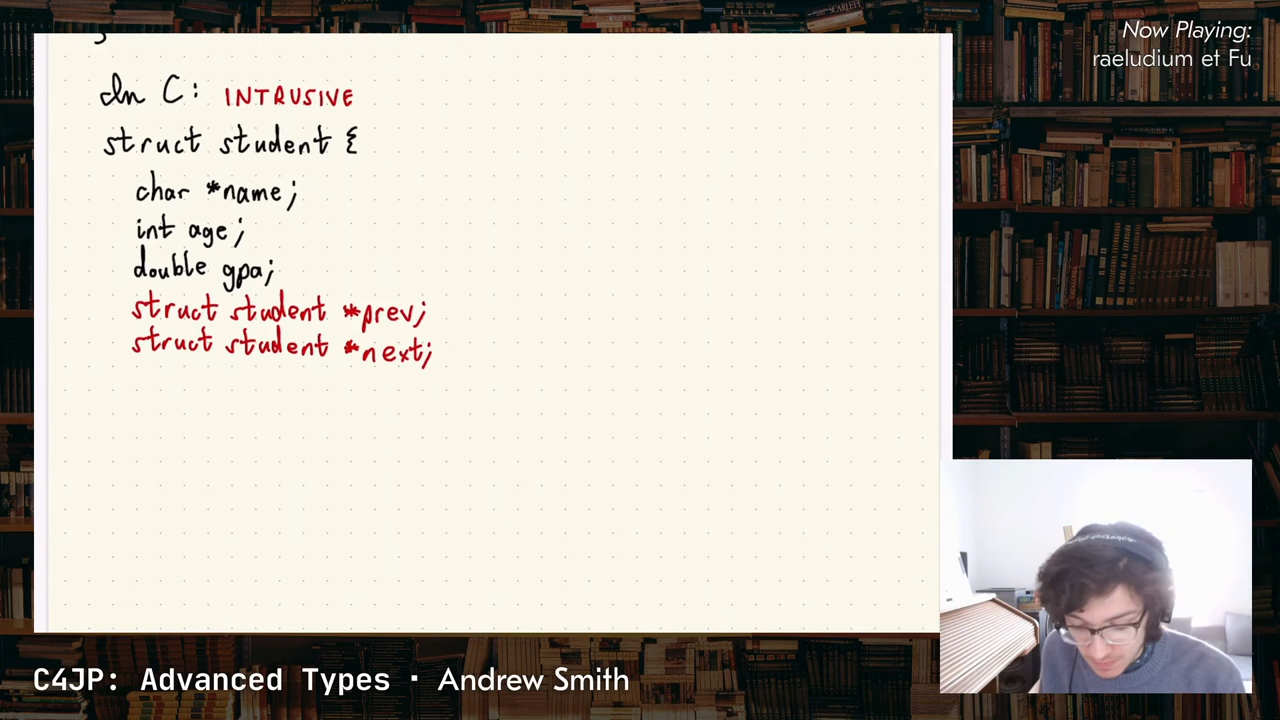 Now Playing:
raeludium et Fu
In C: INTRUSIVE
struct student {
char *name;
int age;
double gpa;
struct student *prev;
struct student *next;
C4JP: Advanced Types · Andrew Smith